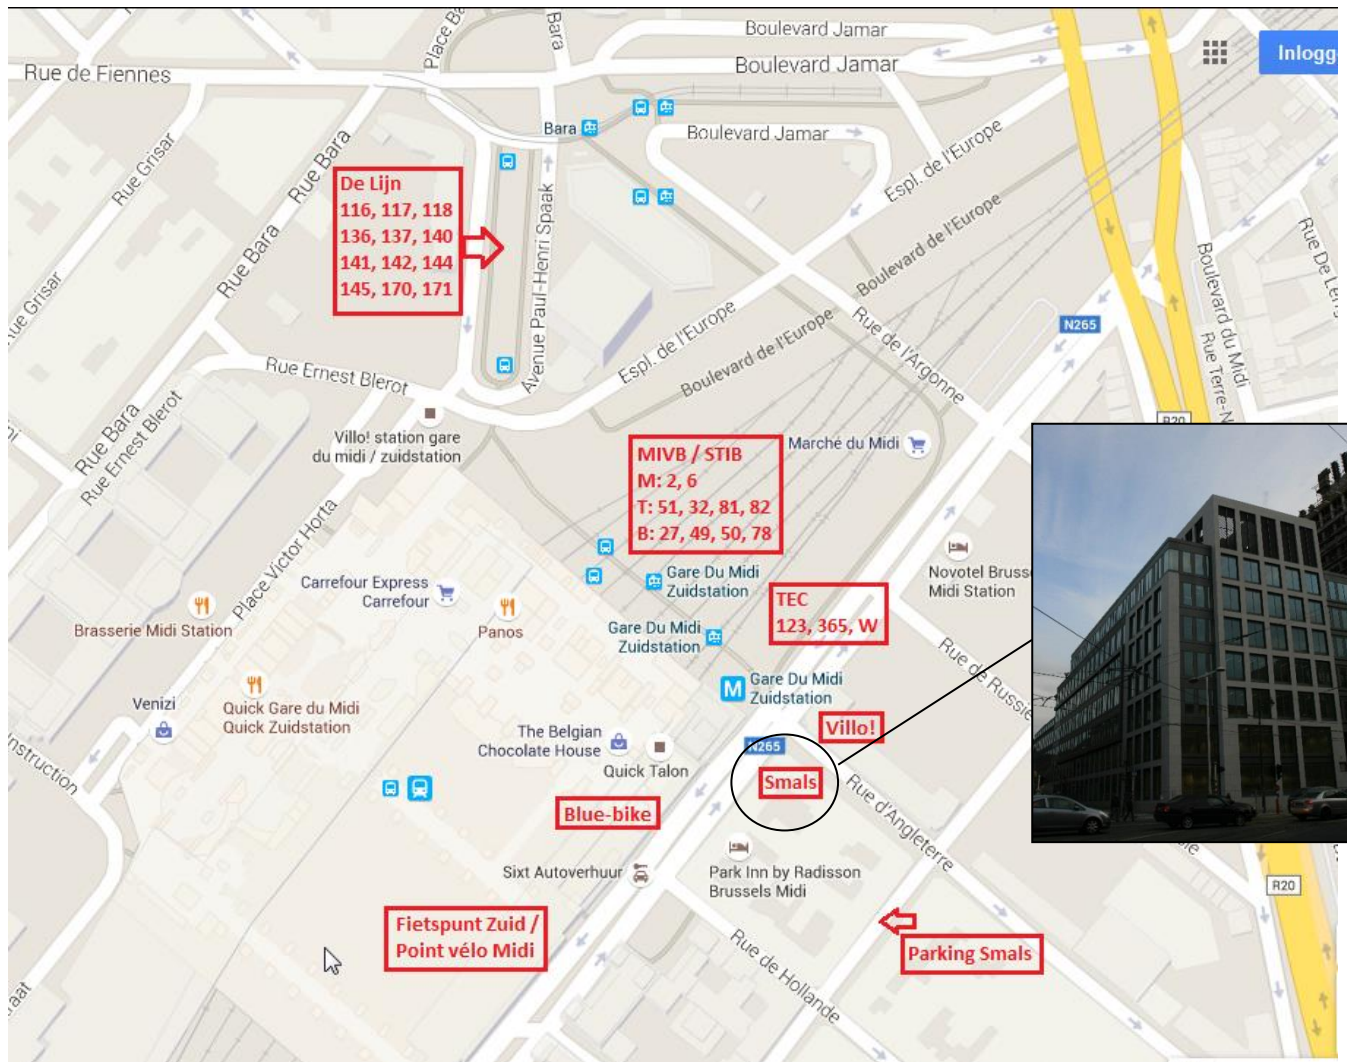 Boulevard Jamar
Boulevard Jamar
Inlogg
Rue de Fiennes
Place Ba
Bara
Bara
Boulevard Jamar
Espl. de l'Europe
Rue Grisar
Rue Bara
Rue Bara
De Lijn
116, 117, 118
136, 137, 140
141, 142, 144
145, 170, 171
Avenue Paul-Henri Spaak
Boulevard de l'Europe
Rue De Le
Boulevard du Midi
Rue Terre-N
Rue Grisar
N265
Rue de l'Argonne
Espl. de l'Europe
Boulevard de l'Europe
Rue Ernest Blerot
Rue Bara
Rue Ernest Blerot
R20
Villo! station gare
du midi / zuidstation
MIVB / STIB
M: 2, 6
T: 51, 32, 81, 82
B: 27, 49, 50, 78
Marché du Midi
Place Victor Horta
Gare Du Midi
Zuidstation
Novotel Brusse
Midi Station
Carrefour Express
Carrefour
Panos
Brasserie Midi Station
TEC
123, 365, W
Gare Du Midi
Zuidstation
Rue de Russie
M
Gare Du Midi
Zuidstation
Venizi
Quick Gare du Midi
Quick Zuidstation
Villo!
The Belgian
Chocolate House
Quick Talon
N265
nstruction
Smals
Rue d'Angleterre
Blue-bike
Sixt Autoverhuur
Park Inn by Radisson
Brussels Midi
R20
Fietspunt Zuid /
Point vélo Midi
Rue de Hollande
Parking Smals
aat